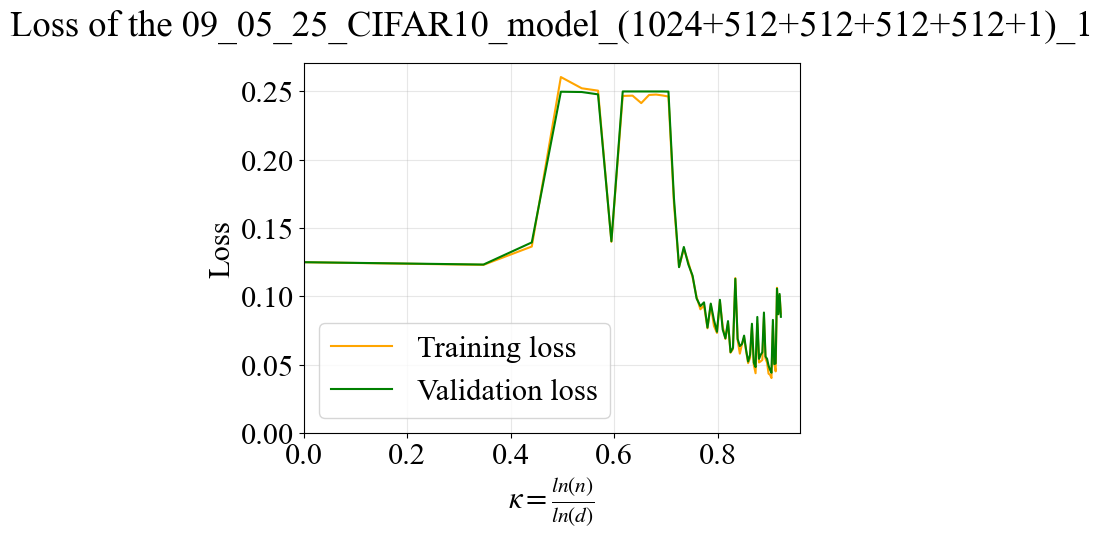 Loss of the 09_05_25_CIFAR10_model_(1024+512+512+512+512+1)_1
0.25
0.20
0.15
0.10
0.05
0.00
Loss
Training loss
Validation loss
0.0 0.2 0.4 0.6 0.8
κ = ln(n)/ln(d)